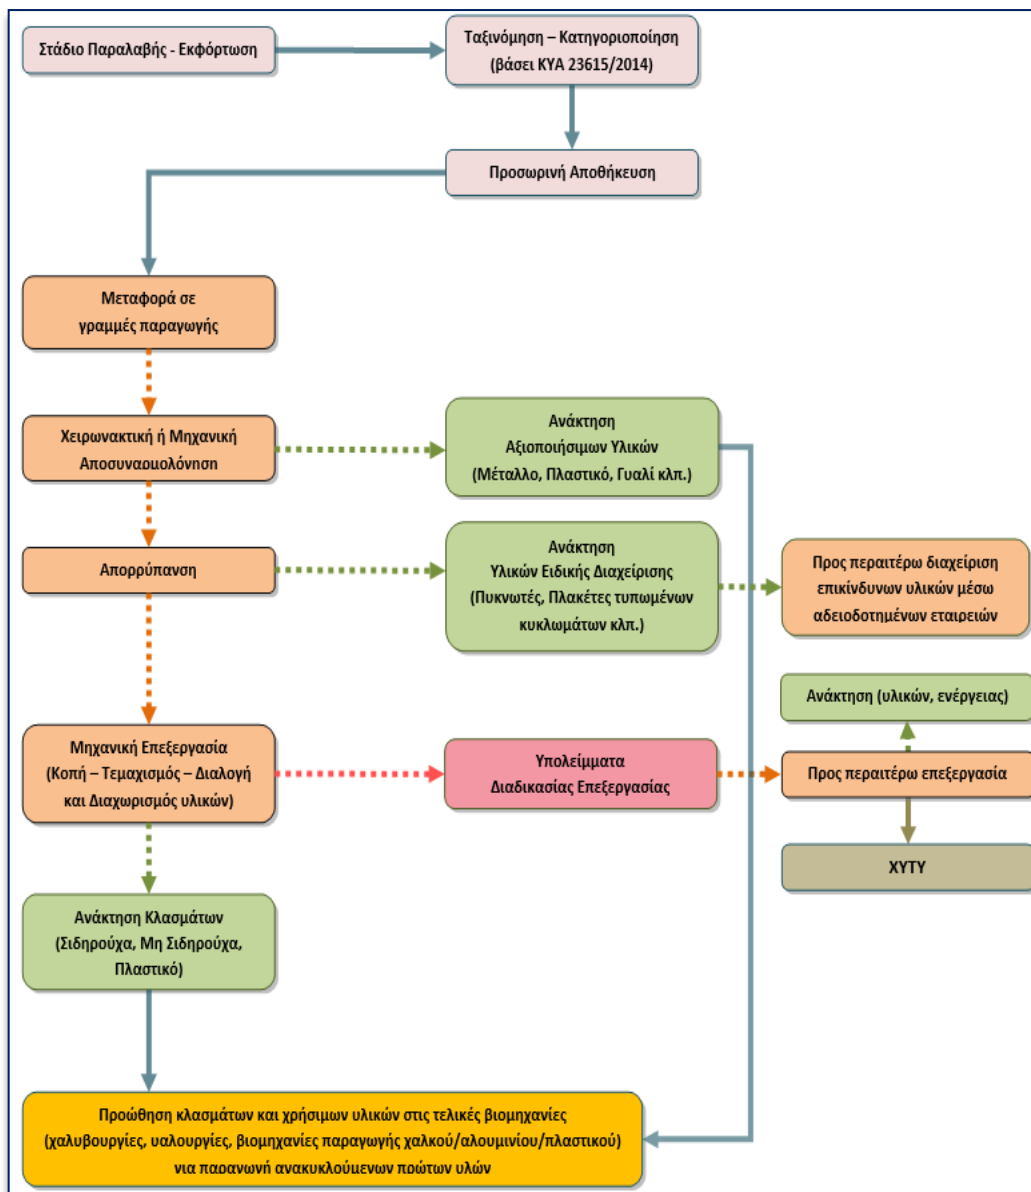 Στάδιο Παραλαβής - Εκφόρτωση
Ταξινόμηση – Κατηγοριοποίηση
(βάσει ΚΥΑ 23615/2014)
Προσωρινή Αποθήκευση
Μεταφορά σε
γραμμές παραγωγής
Χειρωνακτική ή Μηχανική
Αποσυναρμολόνηση
Ανάκτηση
Αξιοποιήσιμων Υλικών
(Μέταλλο, Πλαστικό, Γυαλί κλπ.)
Απορρύπανση
Ανάκτηση
Υλικών Ειδικής Διαχείρισης
(Πυκνωτές, Πλακέτες τυπωμένων
κυκλωμάτων κλπ.)
Προς περαιτέρω διαχείριση
επικίνδυνων υλικών μέσω
αδειοδοτημένων εταιρειών
Ανάκτηση (υλικών, ενέργειας)
Μηχανική Επεξεργασία
(Κοπή – Τεμαχισμός – Διαλογή
και Διαχωρισμός υλικών)
Υπολείμματα
Διαδικασίας Επεξεργασίας
Προς περαιτέρω επεξεργασία
ΧΥΤΥ
Ανάκτηση Κλασμάτων
(Σιδηρούχα, Μη Σιδηρούχα,
Πλαστικό)
Προώθηση κλασμάτων και χρήσιμων υλικών στις τελικές βιομηχανίες
(χαλυβουργίες, υαλουργίες, βιομηχανίες παραγωγής χαλκού/αλουμινίου/πλαστικού)
για παραγωγή ανακυκλούμενων πρώτων υλών